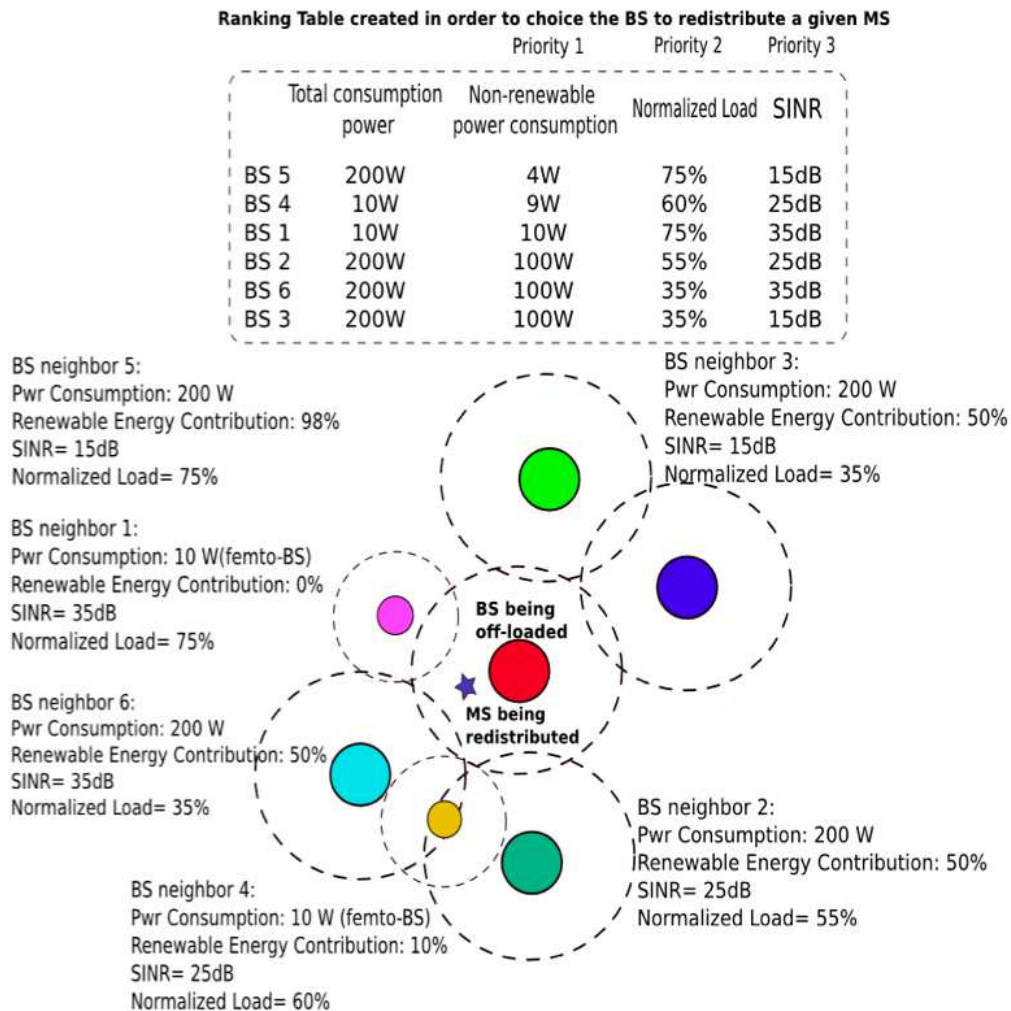 Ranking Table created in order to choice the BS to redistribute a given MS
Priority 1 Priority 2 Priority 3
Total consumption power Non-renewable power consumption Normalized Load SINR
BS 5 200W 4W 75% 15dB
BS 4 10W 9W 60% 25dB
BS 1 10W 10W 75% 35dB
BS 2 200W 100W 55% 25dB
BS 6 200W 100W 35% 35dB
BS 3 200W 100W 35% 15dB
BS neighbor 5:
Pwr Consumption: 200 W
Renewable Energy Contribution: 98%
SINR= 15dB
Normalized Load= 75%
BS neighbor 3:
Pwr Consumption: 200 W
Renewable Energy Contribution: 50%
SINR= 15dB
Normalized Load= 35%
BS neighbor 1:
Pwr Consumption: 10 W(femto-BS)
Renewable Energy Contribution: 0%
SINR= 35dB
Normalized Load= 75%
BS being
off-loaded
MS being
redistributed
BS neighbor 6:
Pwr Consumption: 200 W
Renewable Energy Contribution: 50%
SINR= 35dB
Normalized Load= 35%
BS neighbor 2:
Pwr Consumption: 200 W
Renewable Energy Contribution: 50%
SINR= 25dB
Normalized Load= 55%
BS neighbor 4:
Pwr Consumption: 10 W (femto-BS)
Renewable Energy Contribution: 10%
SINR= 25dB
Normalized Load= 60%